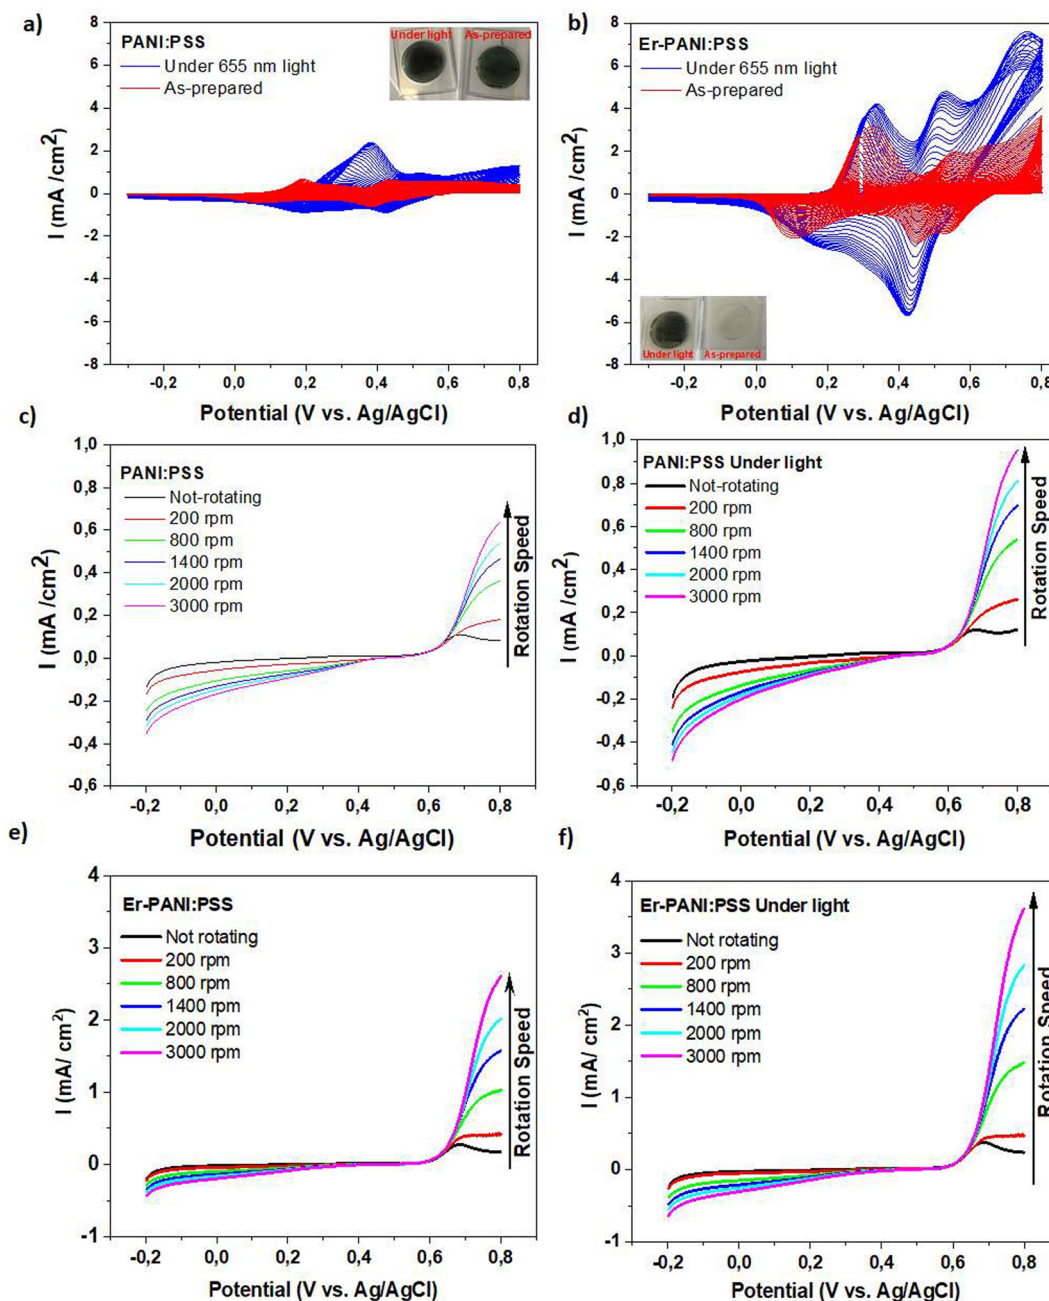 a)
PANI:PSS
Under 655 nm light
As-prepared
Under light
As-prepared
8
6
4
2
0
-2
-4
-6
-8
I (mA /cm²)
-0,2
0,0
0,2
0,4
0,6
0,8
Potential (V vs. Ag/AgCl)
b)
Er-PANI:PSS
Under 655 nm light
As-prepared
Under light
As-prepared
8
6
4
2
0
-2
-4
-6
-8
I (mA /cm²)
-0,2
0,0
0,2
0,4
0,6
0,8
Potential (V vs. Ag/AgCl)
c)
PANI:PSS
Not-rotating
200 rpm
800 rpm
1400 rpm
2000 rpm
3000 rpm
Rotation Speed
1,0
0,8
0,6
0,4
0,2
0,0
-0,2
-0,4
-0,6
I (mA /cm²)
-0,2
0,0
0,2
0,4
0,6
0,8
Potential (V vs. Ag/AgCl)
d)
PANI:PSS Under light
Not-rotating
200 rpm
800 rpm
1400 rpm
2000 rpm
3000 rpm
Rotation Speed
1,0
0,8
0,6
0,4
0,2
0,0
-0,2
-0,4
-0,6
I (mA /cm²)
-0,2
0,0
0,2
0,4
0,6
0,8
Potential (V vs. Ag/AgCl)
e)
Er-PANI:PSS
Not rotating
200 rpm
800 rpm
1400 rpm
2000 rpm
3000 rpm
Rotation Speed
4
3
2
1
0
-1
I (mA/ cm²)
-0,2
0,0
0,2
0,4
0,6
0,8
Potential (V vs. Ag/AgCl)
f)
Er-PANI:PSS Under light
Not rotating
200 rpm
800 rpm
1400 rpm
2000 rpm
3000 rpm
Rotation Speed
4
3
2
1
0
-1
I (mA/ cm²)
-0,2
0,0
0,2
0,4
0,6
0,8
Potential (V vs. Ag/AgCl)